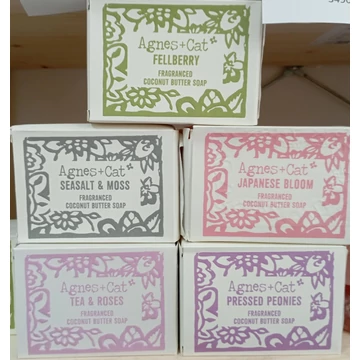 Agnes+Cat
FELLBERRY
FRAGRANCED
COCONUT BUTTER SOAP
Agnes+Cat
SEASALT & MOSS
FRAGRANCED
COCONUT BUTTER SOAP
Agnes+Cat
JAPANESE BLOOM
FRAGRANCED
COCONUT BUTTER SOAP
Agnes+Cat
TEA & ROSES
FRAGRANCED
COCONUT BUTTER SOAP
Agnes+Cat
PRESSED PEONIES
FRAGRANCED
COCONUT BUTTER SOAP